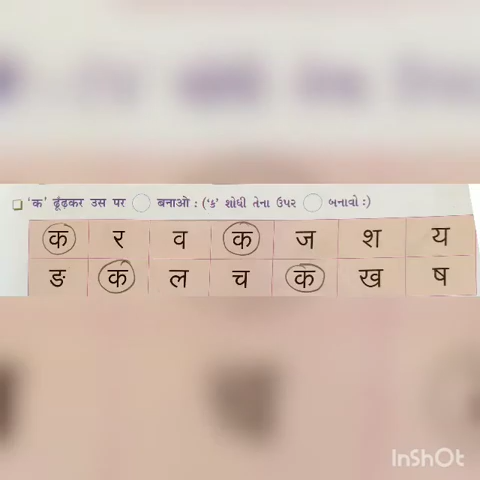 'क' ढूंढ़कर उस पर बनाओ : ('ક' શોધી તેના ઉપર બનાવો :)
क र व क ज श य
ङ क ल च क ख ष
InShOt